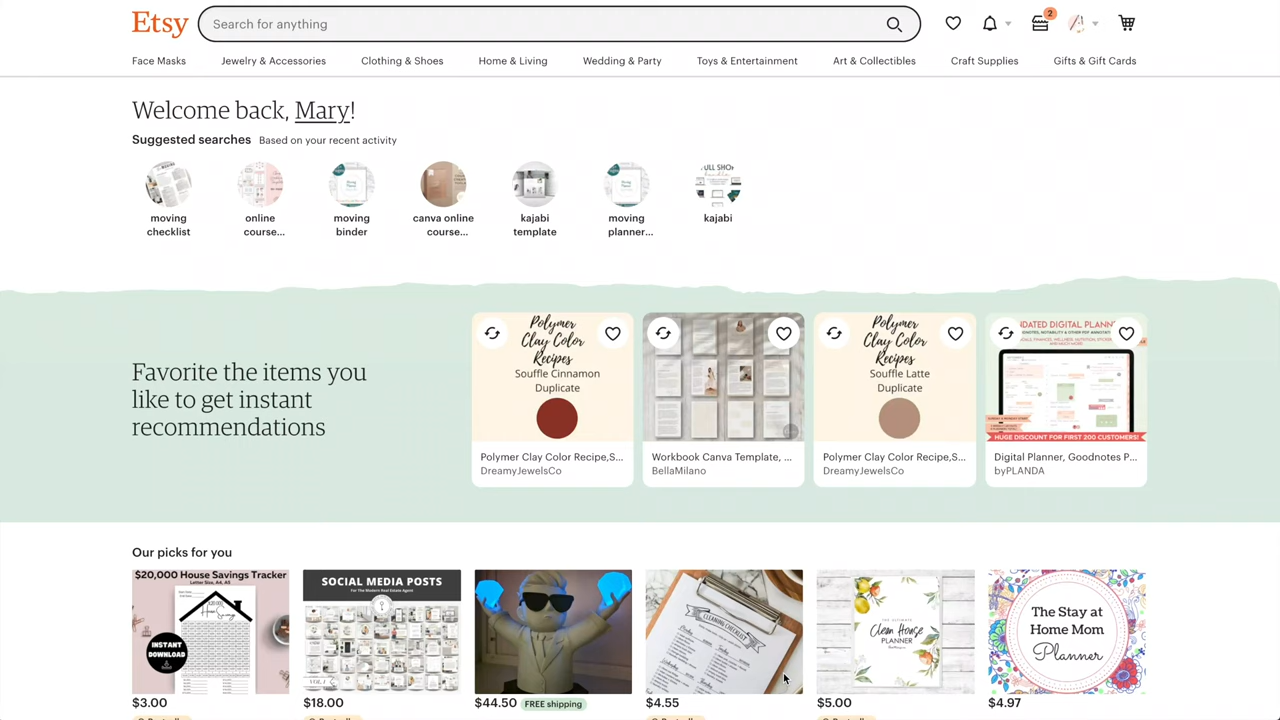 Etsy
Search for anything
2
Face Masks
Jewelry & Accessories
Clothing & Shoes
Home & Living
Wedding & Party
Toys & Entertainment
Art & Collectibles
Craft Supplies
Gifts & Gift Cards
Welcome back, Mary!
Suggested searches Based on your recent activity
moving
checklist
online
course...
moving
binder
canva online
course...
kajabi
template
moving
planner...
kajabi
Favorite the items you
like to get instant
recommendations
Polymer
Clay Color
Recipes
Souffle Cinnamon
Duplicate
Polymer Clay Color Recipe,S...
DreamyJewelsCo
Workbook Canva Template, ...
BellaMilano
Polymer
Clay Color
Recipes
Souffle Latte
Duplicate
Polymer Clay Color Recipe,S...
DreamyJewelsCo
HUGE DISCOUNT FOR FIRST 200 CUSTOMERS!
Digital Planner, Goodnotes P...
byPLANDA
Our picks for you
$20,000 House Savings Tracker
Letter Size, A4, A5
House Savings
INSTANT
DOWNLOAD
$3.00
SOCIAL MEDIA POSTS
For The Modern Real Estate Agent
$18.00
$44.50 FREE shipping
CLEANING CHECKLIST
$4.55
THE ULTIMATE
Clean House
PLANNER
$5.00
The Stay at
Home Mom
Planner
$4.97